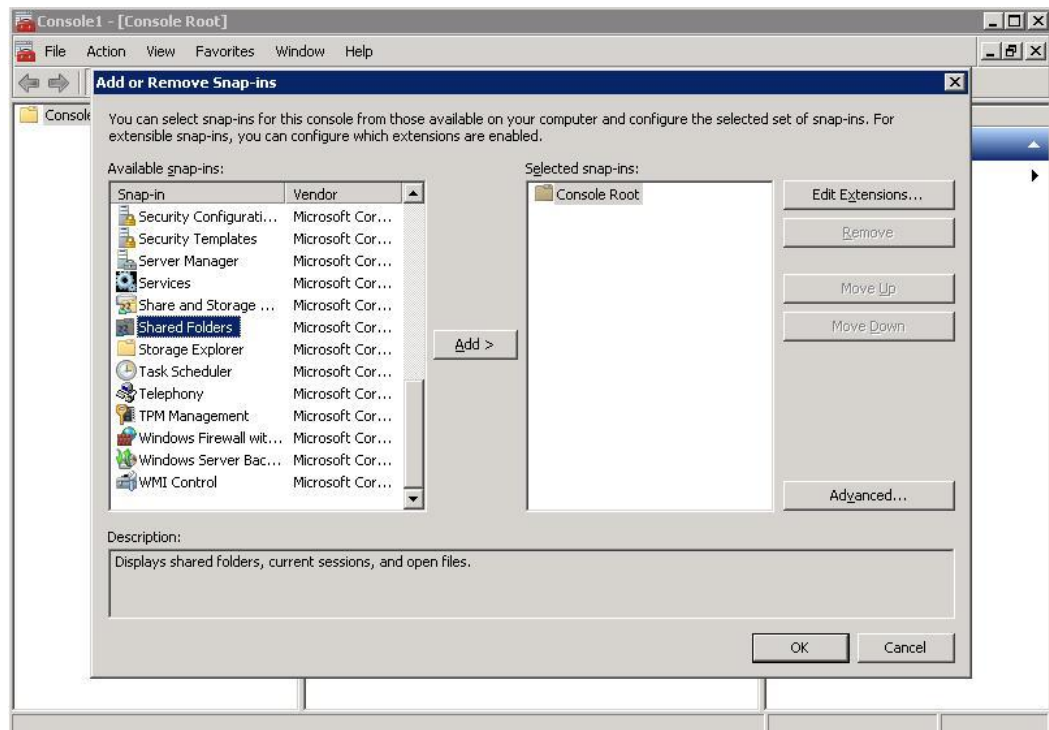 Console1 - [Console Root]
File Action View Favorites Window Help
Console
Add or Remove Snap-ins
You can select snap-ins for this console from those available on your computer and configure the selected set of snap-ins. For
extensible snap-ins, you can configure which extensions are enabled.
Available snap-ins:
Snap-in Vendor
Security Configurati... Microsoft Cor...
Security Templates Microsoft Cor...
Server Manager Microsoft Cor...
Services Microsoft Cor...
Share and Storage ... Microsoft Cor...
Shared Folders Microsoft Cor...
Storage Explorer Microsoft Cor...
Task Scheduler Microsoft Cor...
Telephony Microsoft Cor...
TPM Management Microsoft Cor...
Windows Firewall wit... Microsoft Cor...
Windows Server Bac... Microsoft Cor...
WMI Control Microsoft Cor...
Add >
Selected snap-ins:
Console Root
Edit Extensions...
Remove
Move Up
Move Down
Advanced...
Description:
Displays shared folders, current sessions, and open files.
OK Cancel